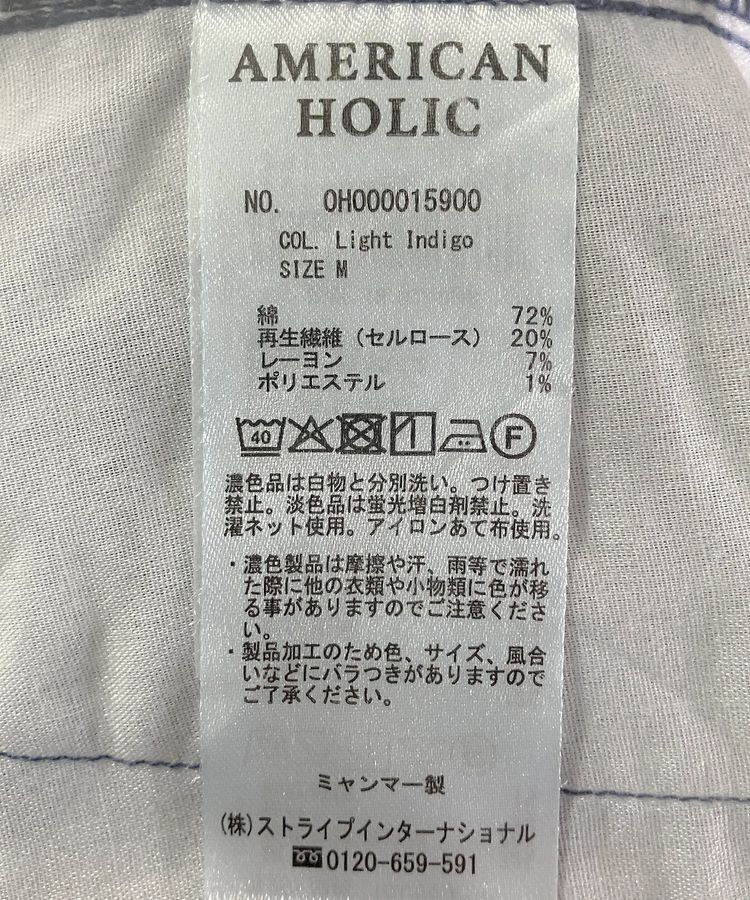 AMERICAN
HOLIC
NO. OH000015900
COL. Light Indigo
SIZE M
綿 72%
再生繊維（セルロース） 20%
レーヨン 7%
ポリエステル 1%
40 F
濃色品は白物と分別洗い。つけ置き
禁止。淡色品は蛍光増白剤禁止。洗
濯ネット使用。アイロンあて布使用。
・濃色製品は摩擦や汗、雨等で濡れ
た際に他の衣類や小物類に色が移
る事がありますのでご注意くださ
い。
・製品加工のため色、サイズ、風合
いなどにバラつきがありますので
ご了承ください。
ミャンマー製
(株)ストライプインターナショナル
0120-659-591